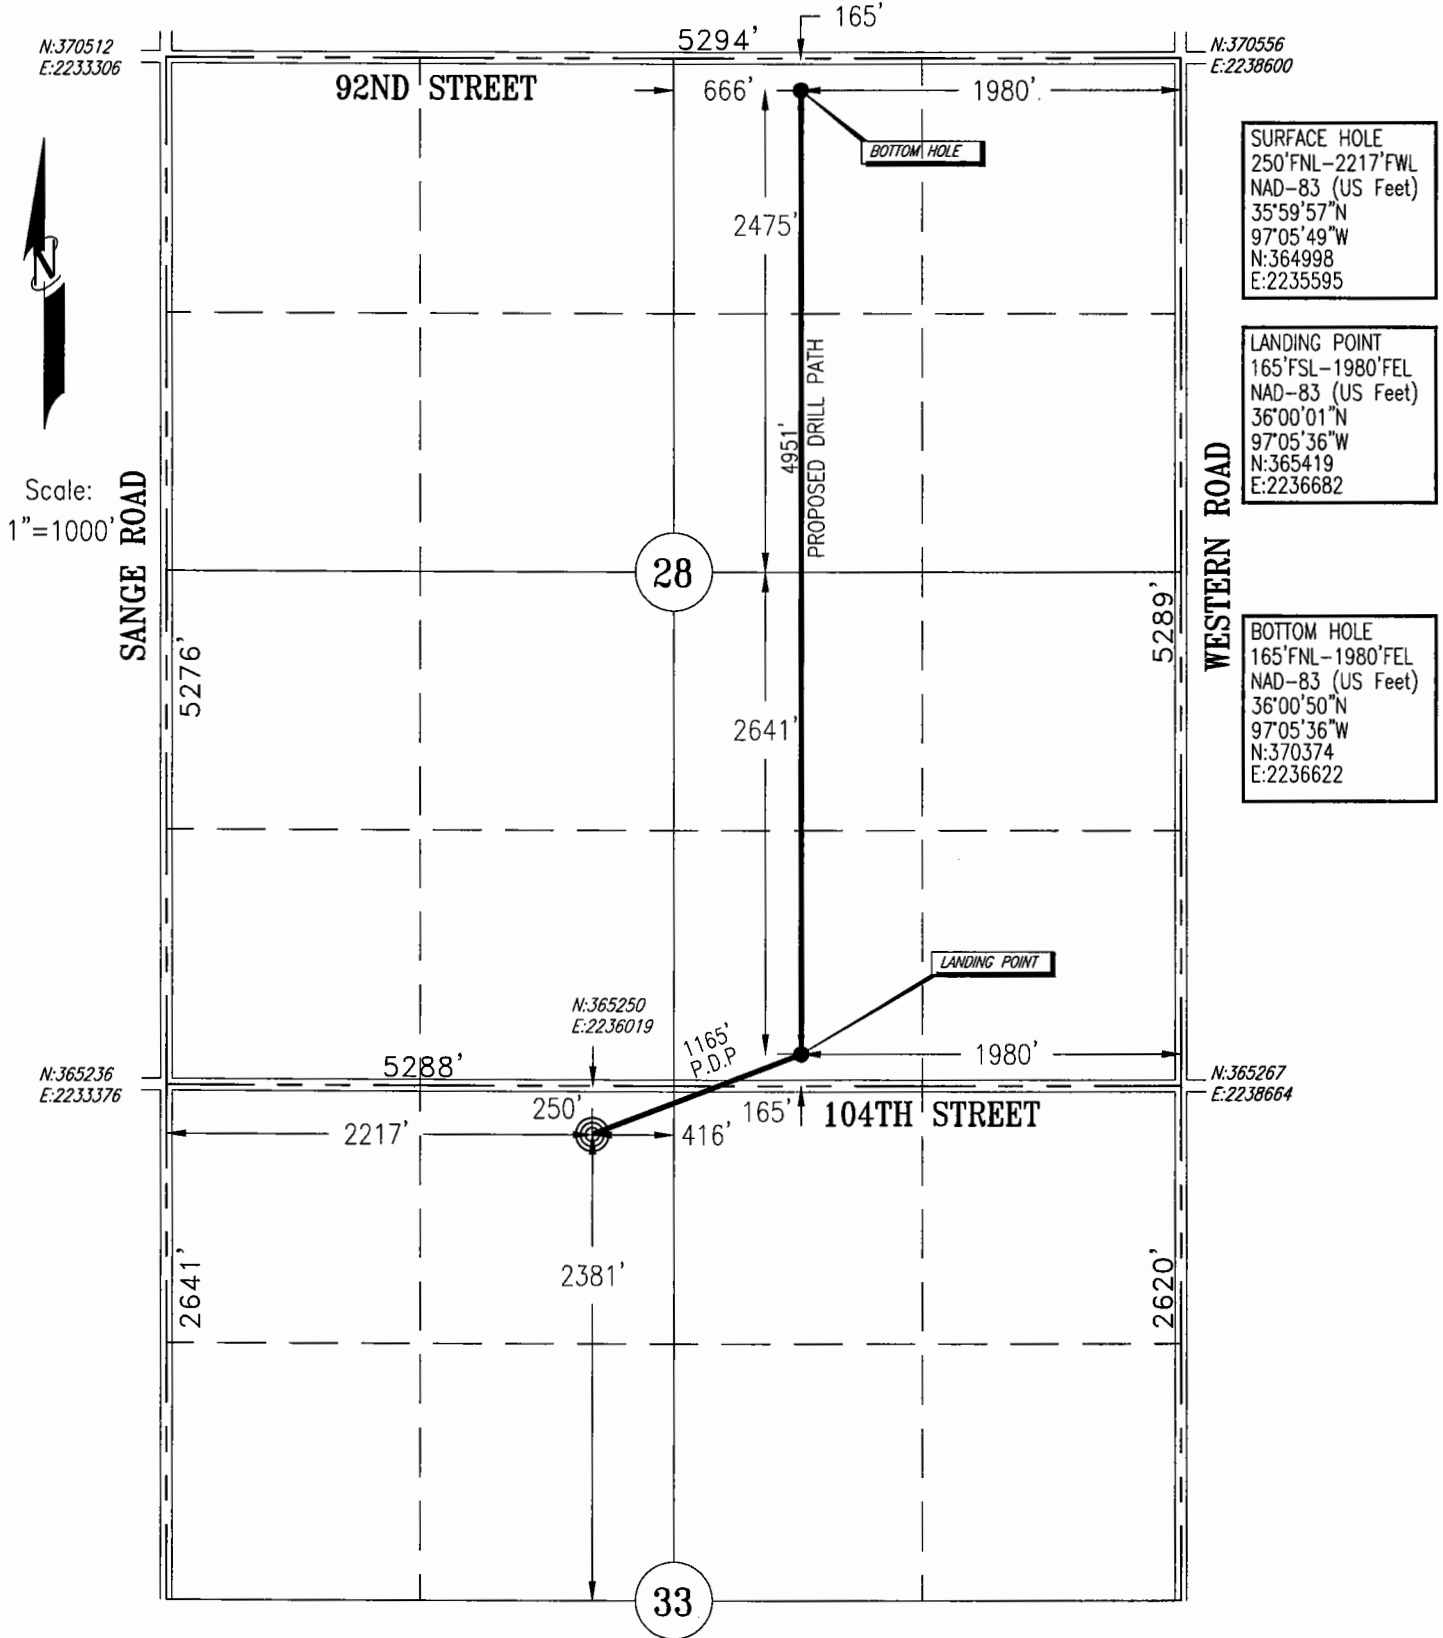 165'
N:370512
E:2233306
5294'
N:370556
E:2238600
92ND STREET
666'
1980'
BOTTOM HOLE
SURFACE HOLE
250'FNL-2217'FWL
NAD-83 (US Feet)
35°59'57"N
97°05'49"W
N:364998
E:2235595
2475'
N
LANDING POINT
165'FSL-1980'FEL
NAD-83 (US Feet)
36°00'01"N
97°05'36"W
N:365419
E:2236682
4951'
PROPOSED DRILL PATH
Scale:
1"=1000'
SANGE ROAD
WESTERN ROAD
28
5276'
5289'
BOTTOM HOLE
165'FNL-1980'FEL
NAD-83 (US Feet)
36°00'50"N
97°05'36"W
N:370374
E:2236622
2641'
LANDING POINT
N:365250
E:2236019
1165'
P.D.P
1980'
5288'
N:365236
E:2233376
N:365267
E:2238664
250'
165'
104TH STREET
2217'
416'
2381'
2641'
2620'
33